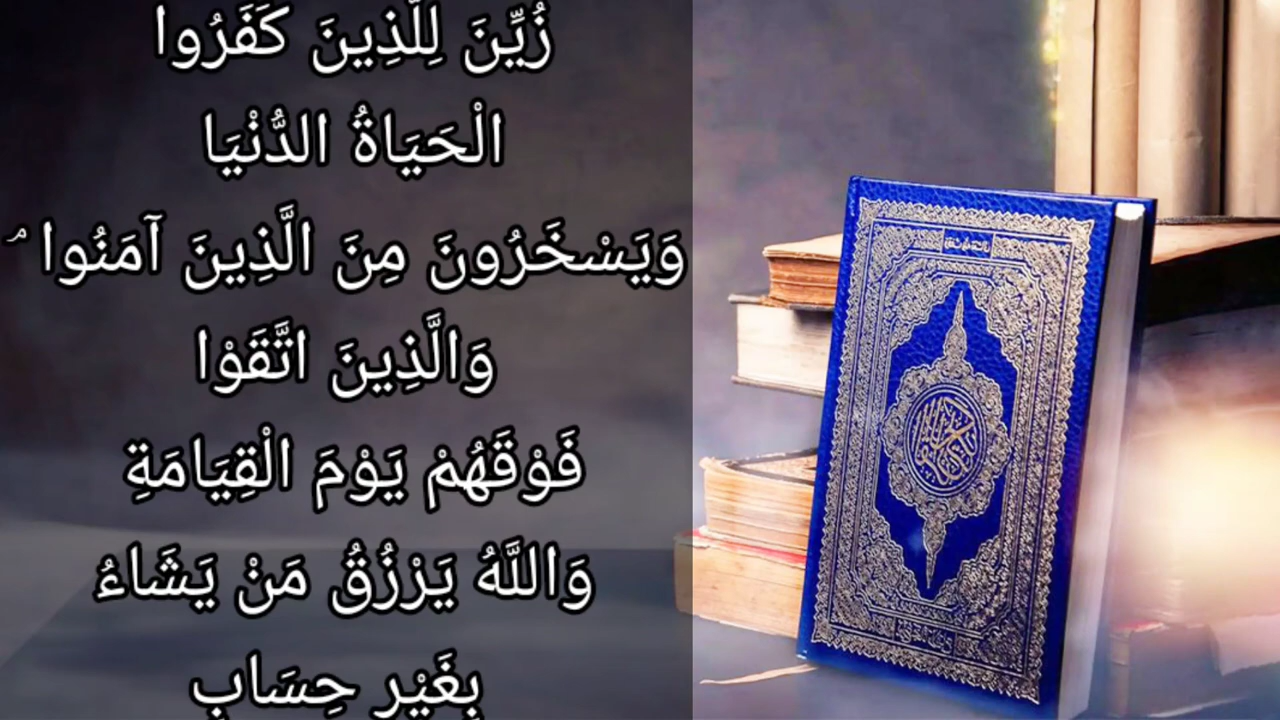 زُيِّنَ لِلَّذِينَ كَفَرُوا
الْحَيَاةُ الدُّنْيَا
وَيَسْخَرُونَ مِنَ الَّذِينَ آمَنُوا ۘ
وَالَّذِينَ اتَّقَوْا
فَوْقَهُمْ يَوْمَ الْقِيَامَةِ
وَاللَّهُ يَرْزُقُ مَنْ يَشَاءُ
بِغَيْرِ حِسَابٍ